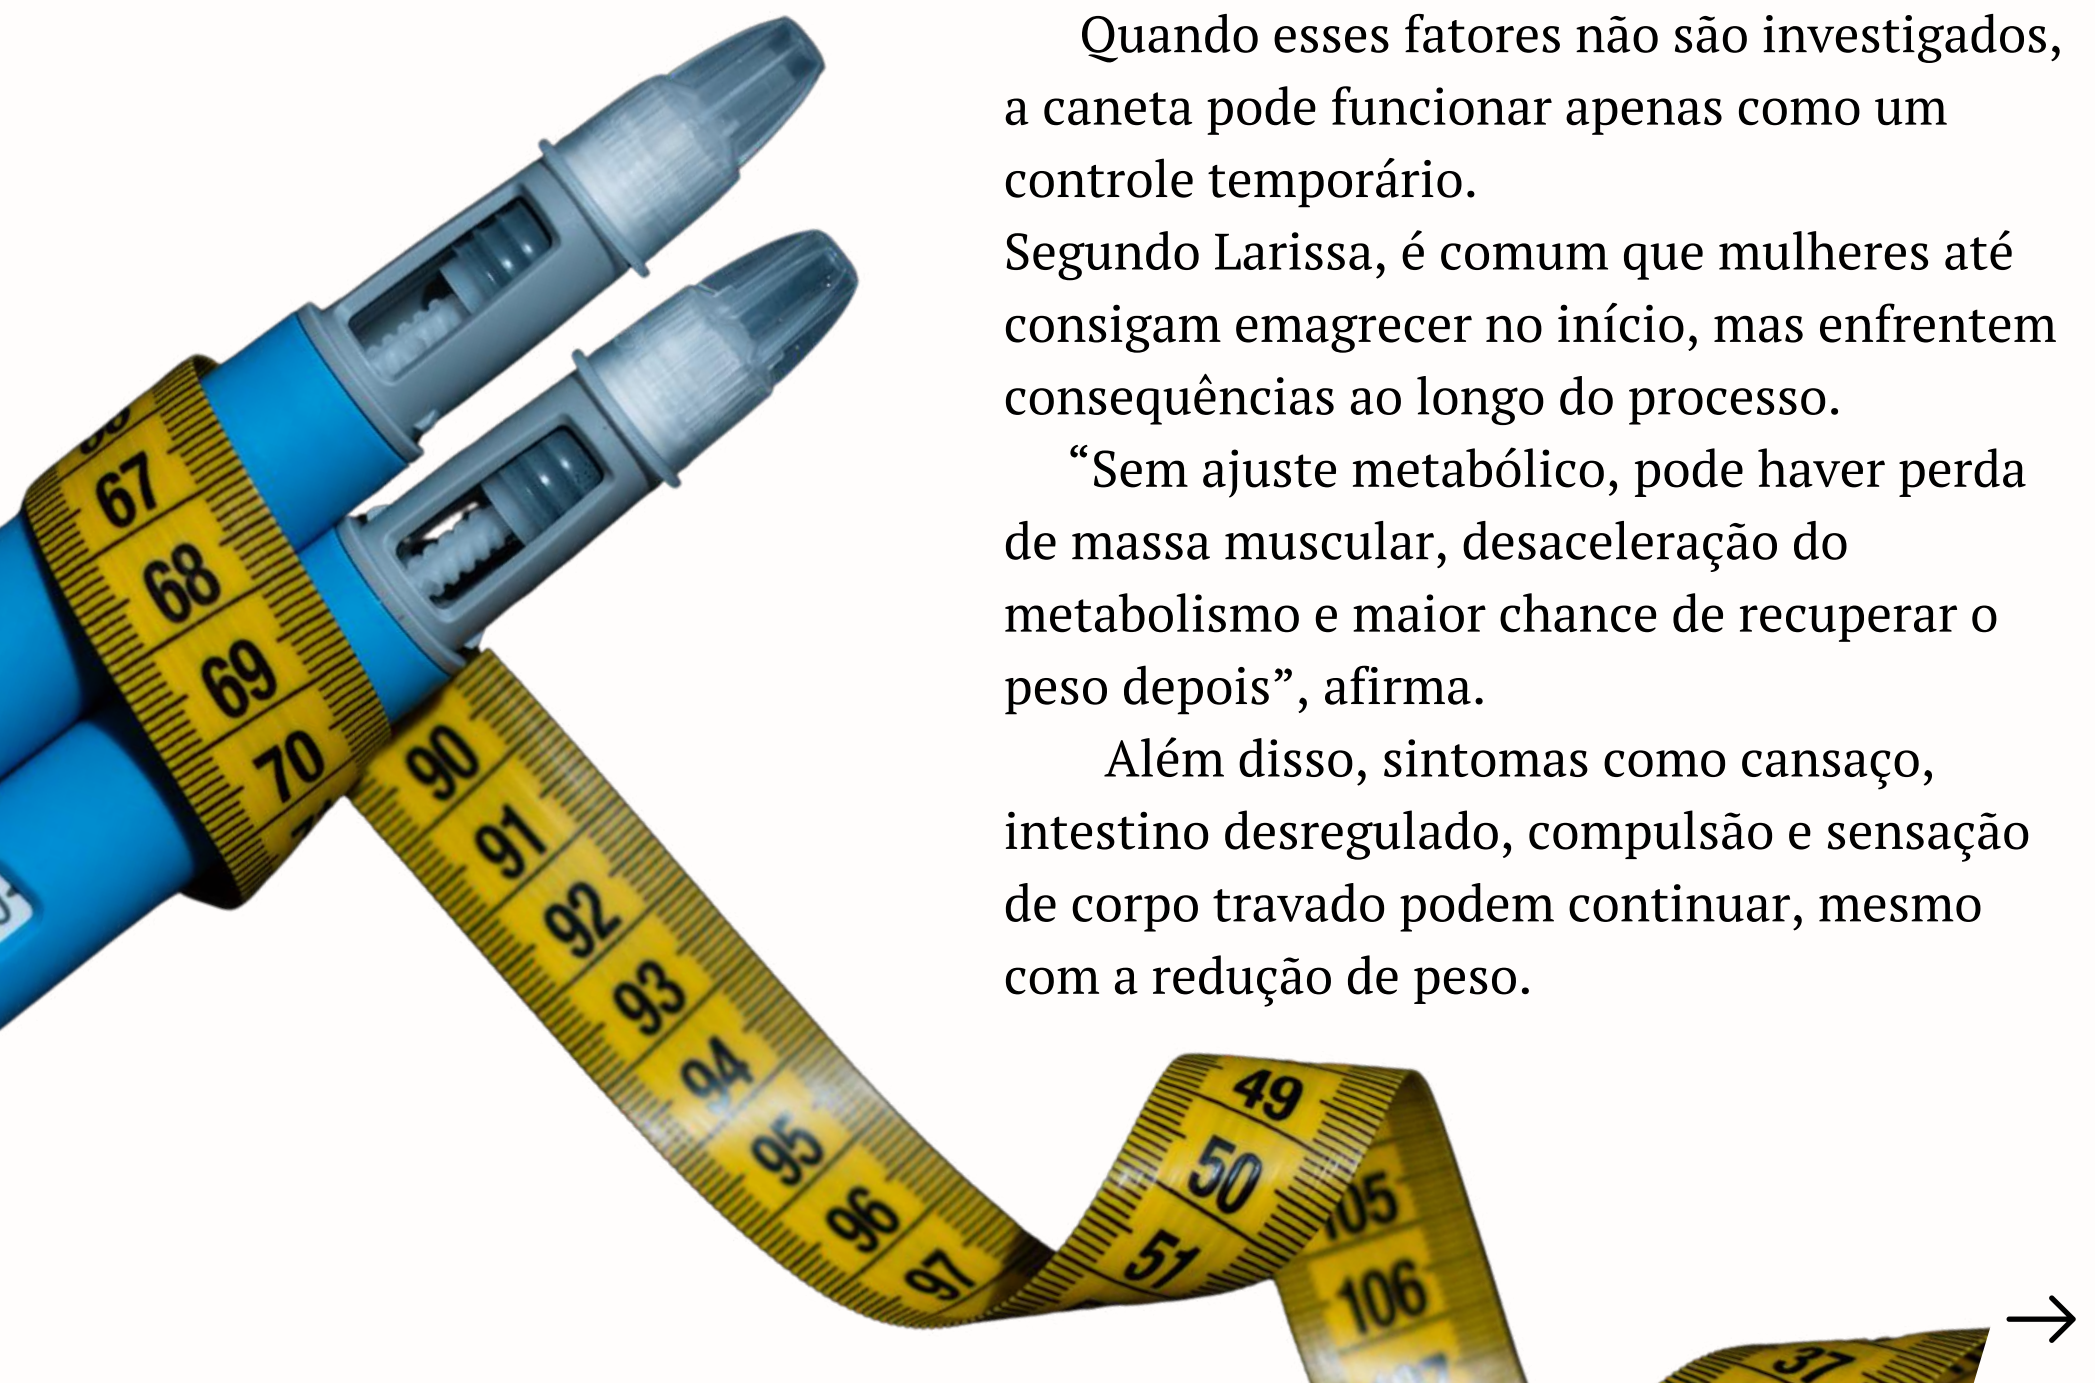 Quando esses fatores não são investigados,
a caneta pode funcionar apenas como um
controle temporário.
Segundo Larissa, é comum que mulheres até
consigam emagrecer no início, mas enfrentem
consequências ao longo do processo.
“Sem ajuste metabólico, pode haver perda
de massa muscular, desaceleração do
metabolismo e maior chance de recuperar o
peso depois”, afirma.
Além disso, sintomas como cansaço,
intestino desregulado, compulsão e sensação
de corpo travado podem continuar, mesmo
com a redução de peso.
67
68
69
70
90
91
92
93
94
95
96
97
49
50
51
105
106
37